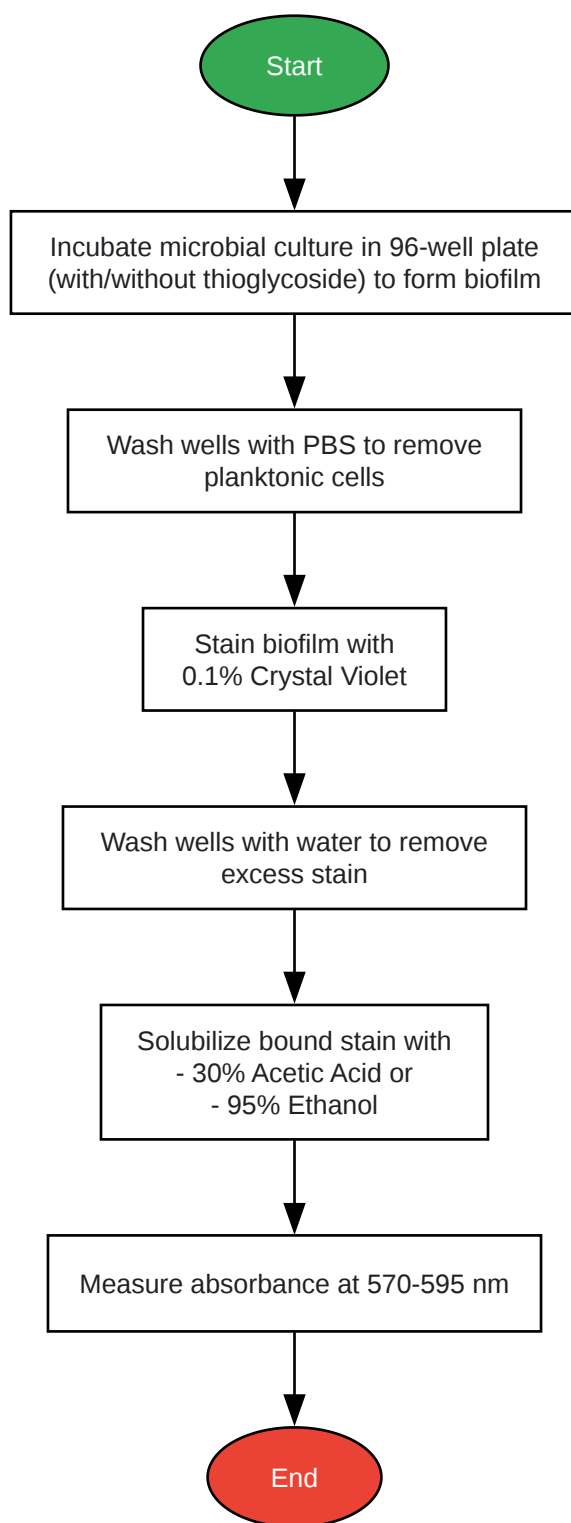 Start
Incubate microbial culture in 96-well plate
(with/without thioglycoside) to form biofilm
Wash wells with PBS to remove
planktonic cells
Stain biofilm with
0.1% Crystal Violet
Wash wells with water to remove
excess stain
Solubilize bound stain with
- 30% Acetic Acid or
- 95% Ethanol
Measure absorbance at 570-595 nm
End